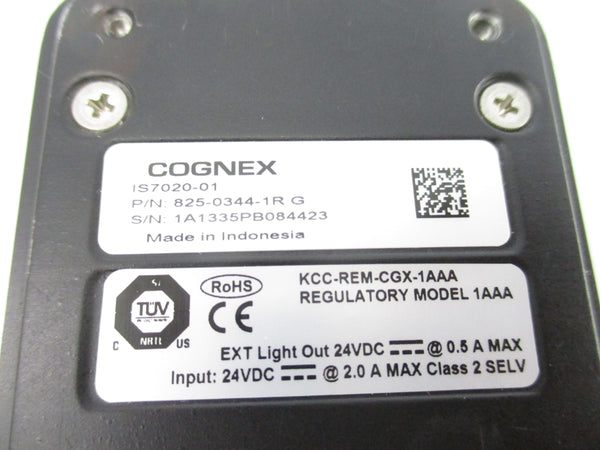 COGNEX
IS7020-01
P/N: 825-0344-1R G
S/N: 1A1335PB084423
Made in Indonesia
TÜV
C NRTL US
RoHS
CE
KCC-REM-CGX-1AAA
REGULATORY MODEL 1AAA
EXT Light Out 24VDC @ 0.5 A MAX
Input: 24VDC @ 2.0 A MAX Class 2 SELV